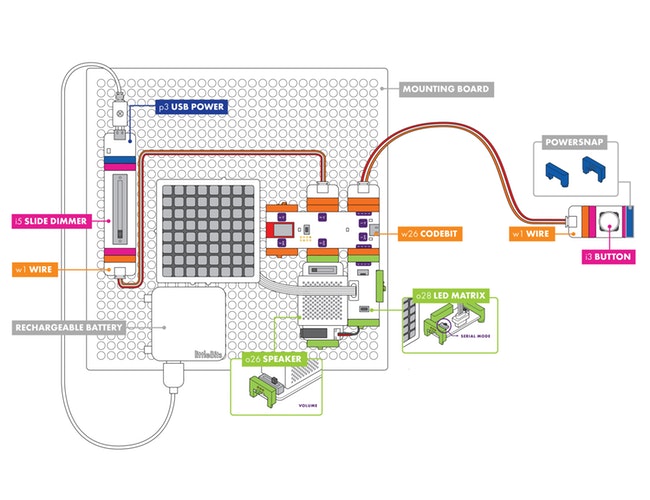 MOUNTING BOARD
p3 USB POWER
POWERSNAP
i5 SLIDE DIMMER
w26 CODEBIT
w1 WIRE
i3 BUTTON
w1 WIRE
o28 LED MATRIX
RECHARGEABLE BATTERY
SERIAL MODE
littleBits
o26 SPEAKER
VOLUME